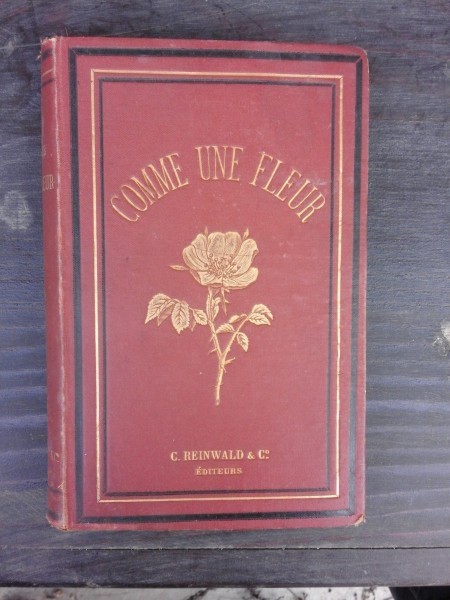 COMME UNE FLEUR
C. REINWALD & Cie
ÉDITEURS